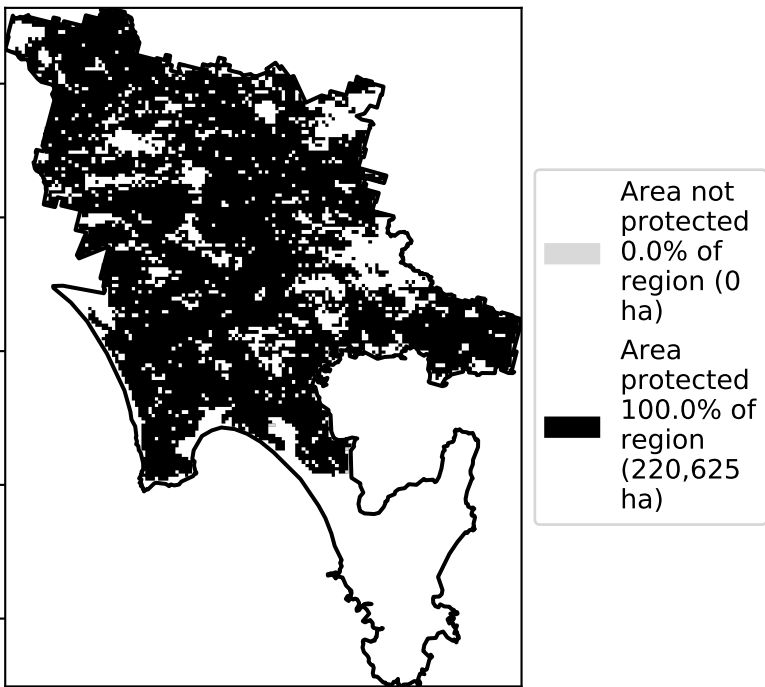 Area not
protected
0.0% of
region (0
ha)
Area
protected
100.0% of
region
(220,625
ha)